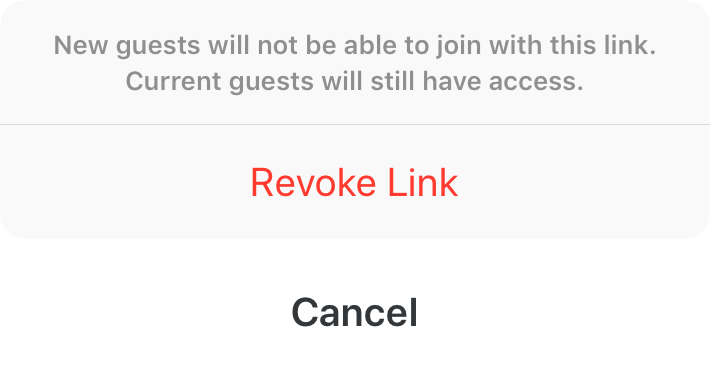 New guests will not be able to join with this link.
Current guests will still have access.
Revoke Link
Cancel